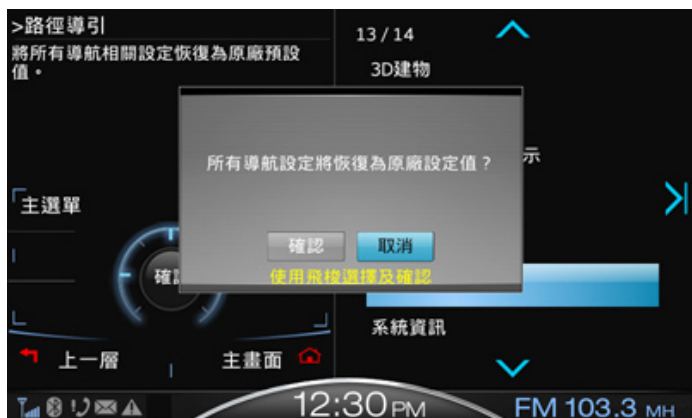 >路徑導引
將所有導航相關設定恢復為原廠預設
值。
13 / 14
3D建物
示
所有導航設定將恢復為原廠設定值？
確認
取消
使用飛梭選擇及確認
主選單
系統資訊
上一層
主畫面
12:30 PM
FM 103.3 MH